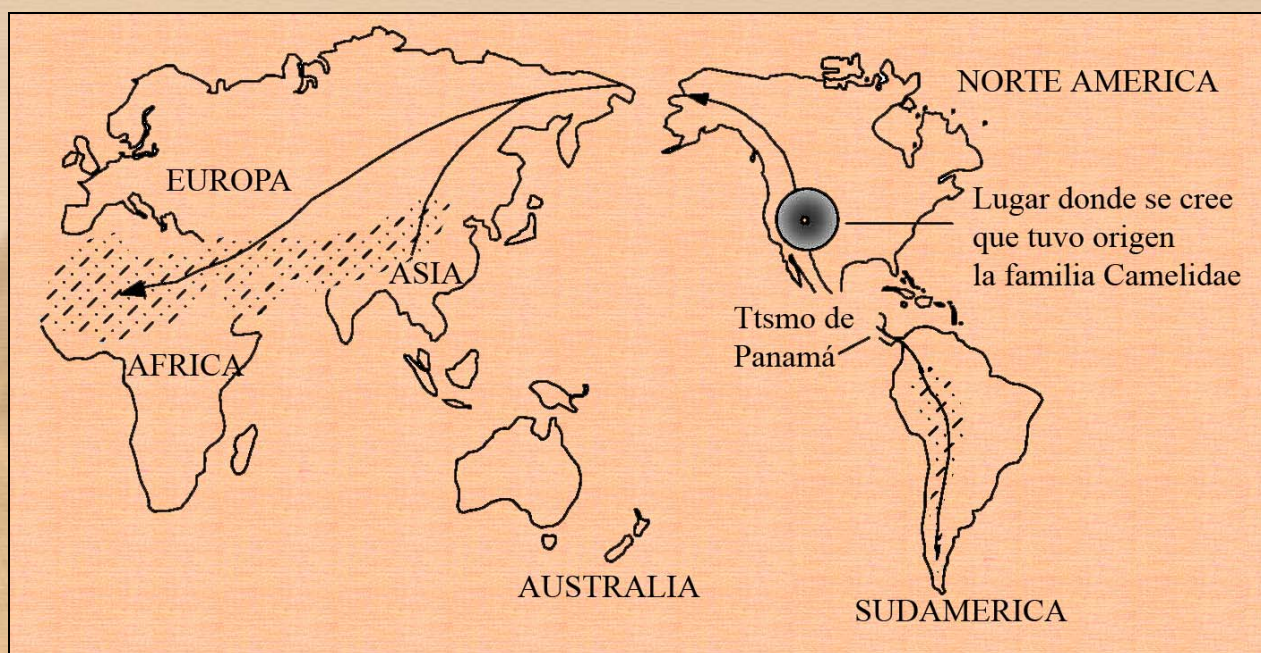 NORTE AMERICA
EUROPA
Lugar donde se cree
que tuvo origen
la familia Camelidae
ASIA
Ttsmo de
Panamá
AFRICA
AUSTRALIA
SUDAMERICA